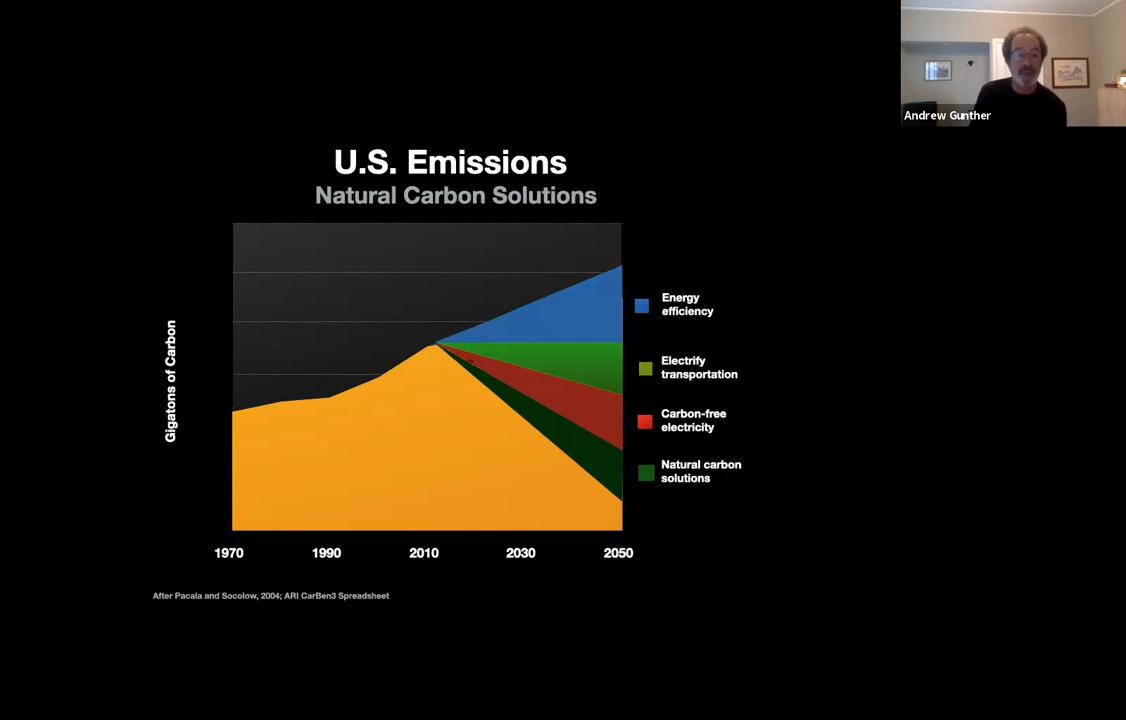 Andrew Gunther
U.S. Emissions
Natural Carbon Solutions
Gigatons of Carbon
Energy
efficiency
Electrify
transportation
Carbon-free
electricity
Natural carbon
solutions
1970
1990
2010
2030
2050
After Pacala and Socolow, 2004; ARI CarBen3 Spreadsheet